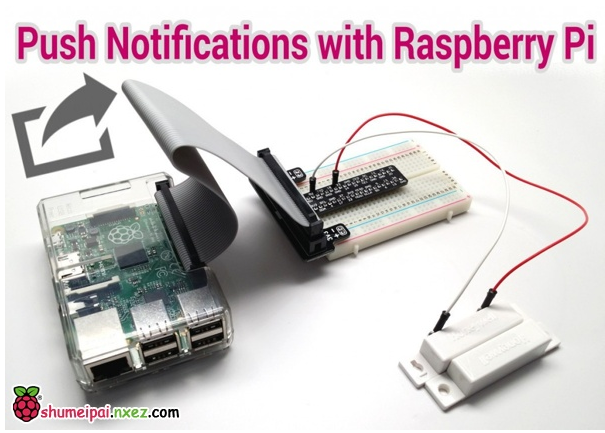 Push Notifications with Raspberry Pi
shumeipai.nxez.com